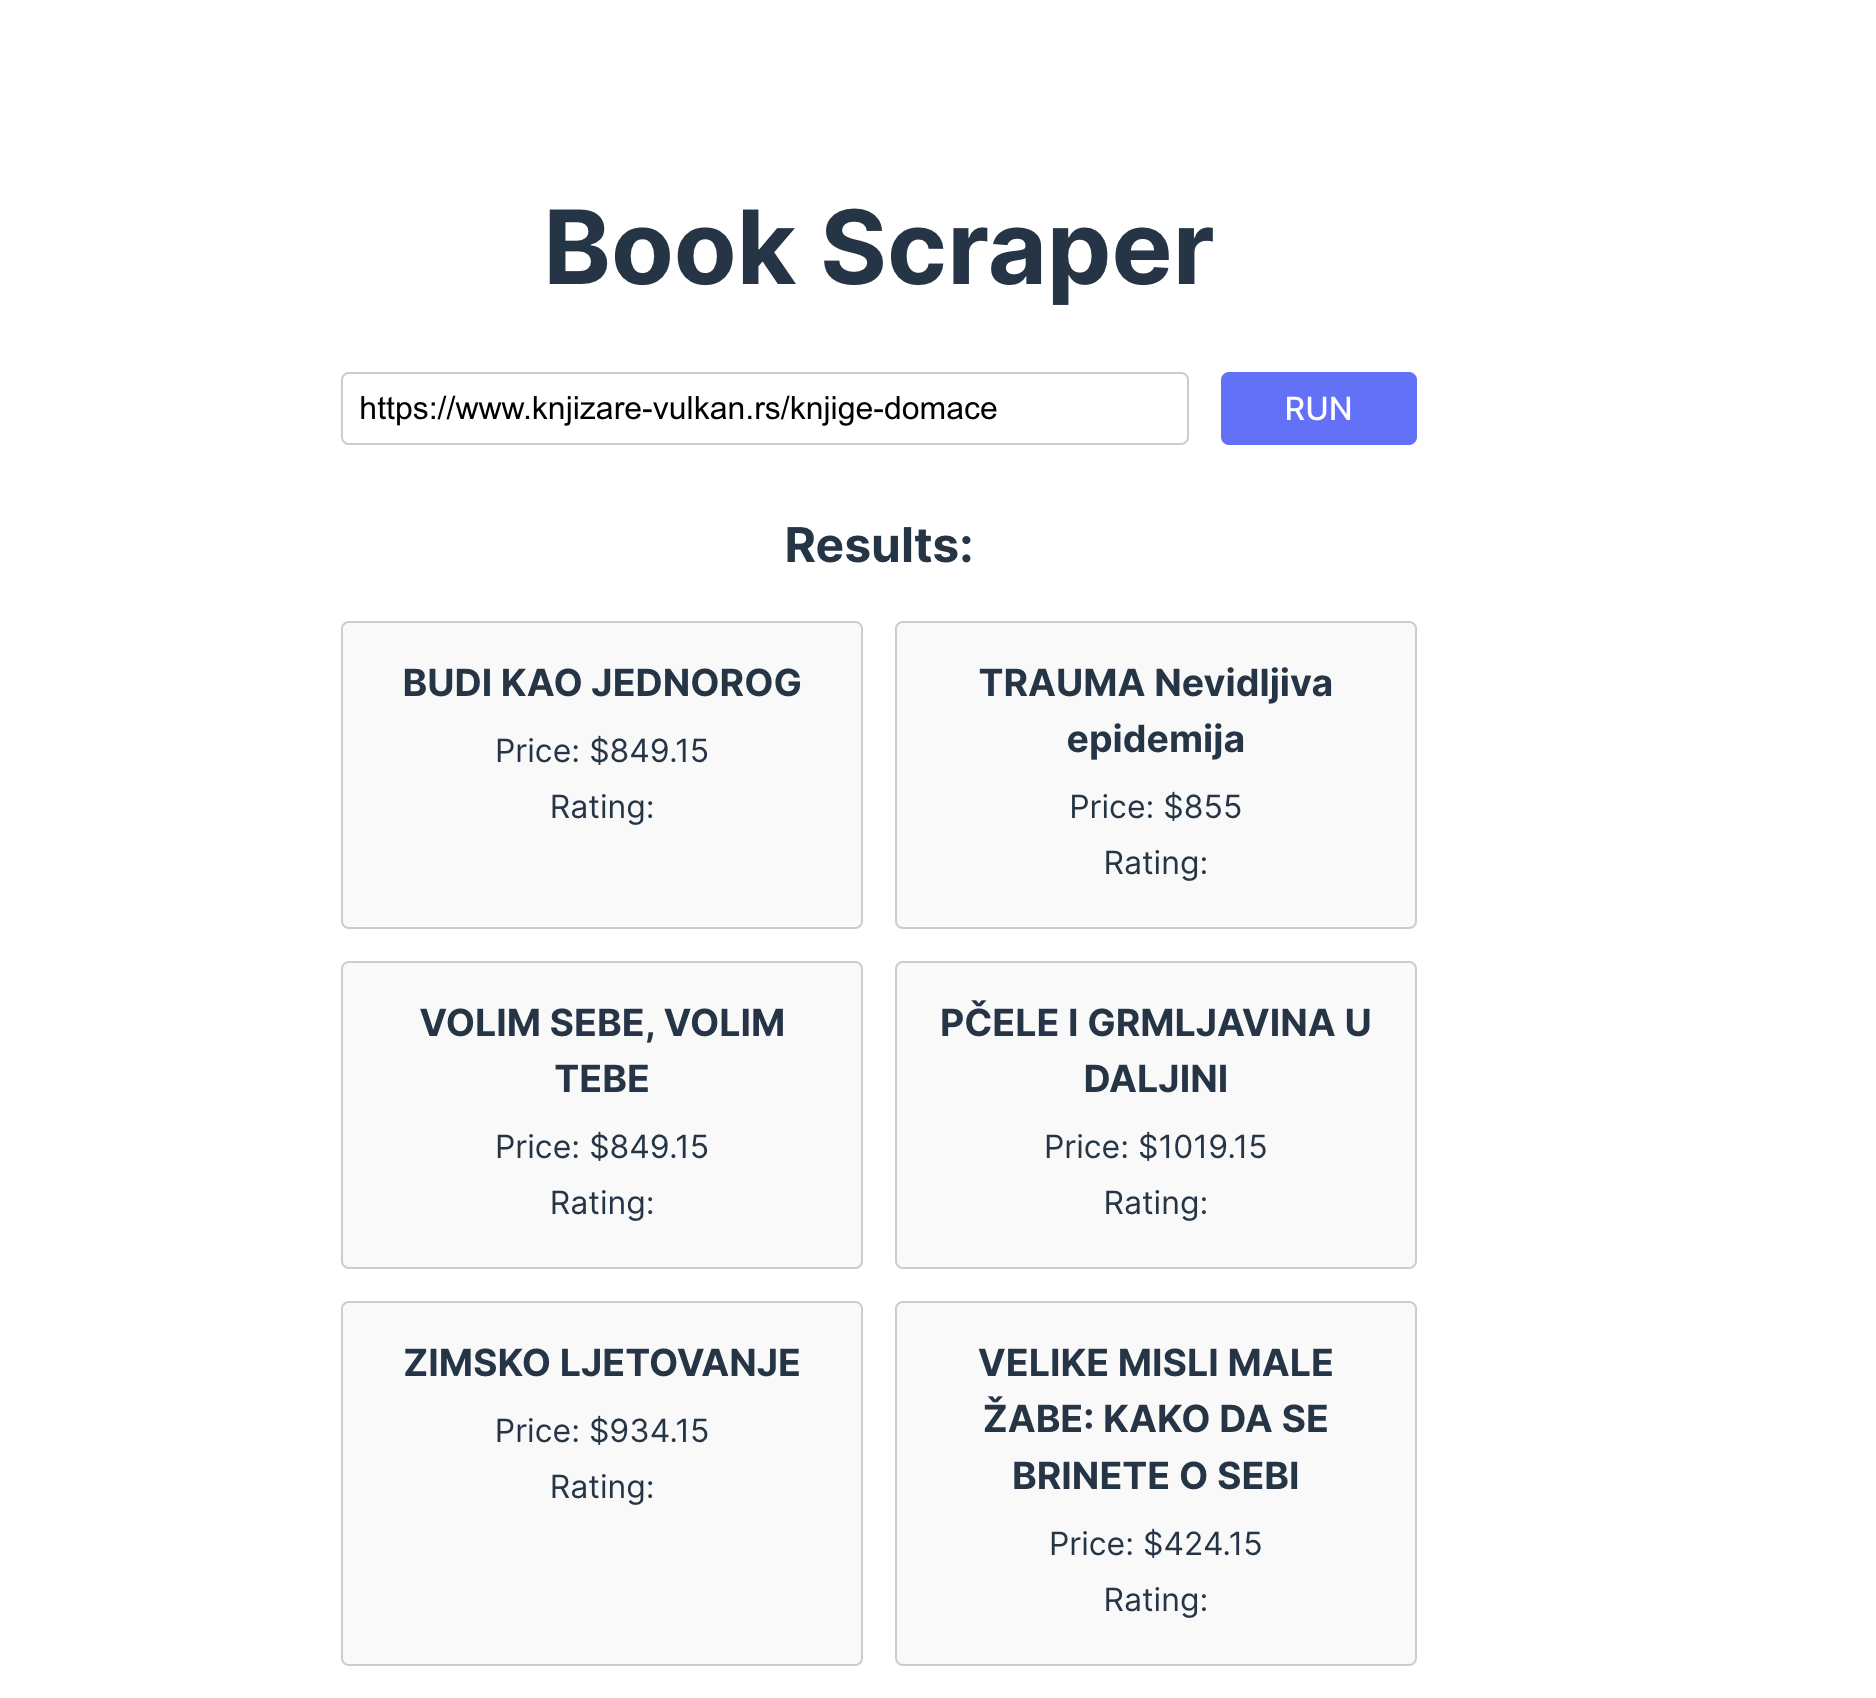 Book Scraper
https://www.knjizare-vulkan.rs/knjige-domace
RUN
Results:
BUDI KAO JEDNOROG
Price: $849.15
Rating:
TRAUMA Nevidljiva
epidemija
Price: $855
Rating:
VOLIM SEBE, VOLIM
TEBE
Price: $849.15
Rating:
PČELE I GRMLJAVINA U
DALJINI
Price: $1019.15
Rating:
ZIMSKO LJETOVANJE
Price: $934.15
Rating:
VELIKE MISLI MALE
ŽABE: KAKO DA SE
BRINETE O SEBI
Price: $424.15
Rating: